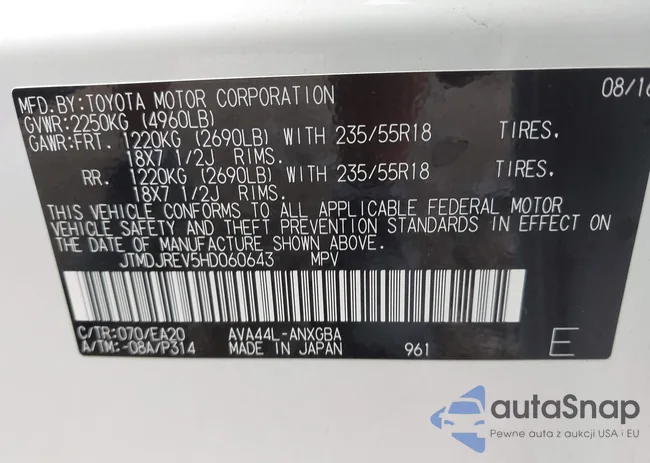 MFD.BY:TOYOTA MOTOR CORPORATION 08/16
GVWR:2250KG (4960LB)
GAWR:FRT. 1220KG (2690LB) WITH 235/55R18 TIRES.
18X7 1/2J RIMS.
RR. 1220KG (2690LB) WITH 235/55R18 TIRES.
18X7 1/2J RIMS.
THIS VEHICLE CONFORMS TO ALL APPLICABLE FEDERAL MOTOR
VEHICLE SAFETY AND THEFT PREVENTION STANDARDS IN EFFECT ON
THE DATE OF MANUFACTURE SHOWN ABOVE.
JTMDJREV5HD060643 MPV
C/TR:070/EA20 AVA44L-ANXGBA
A/TM:-08A/P314 MADE IN JAPAN 961 E
autaSnap
Pewne auta z aukcji USA i EU